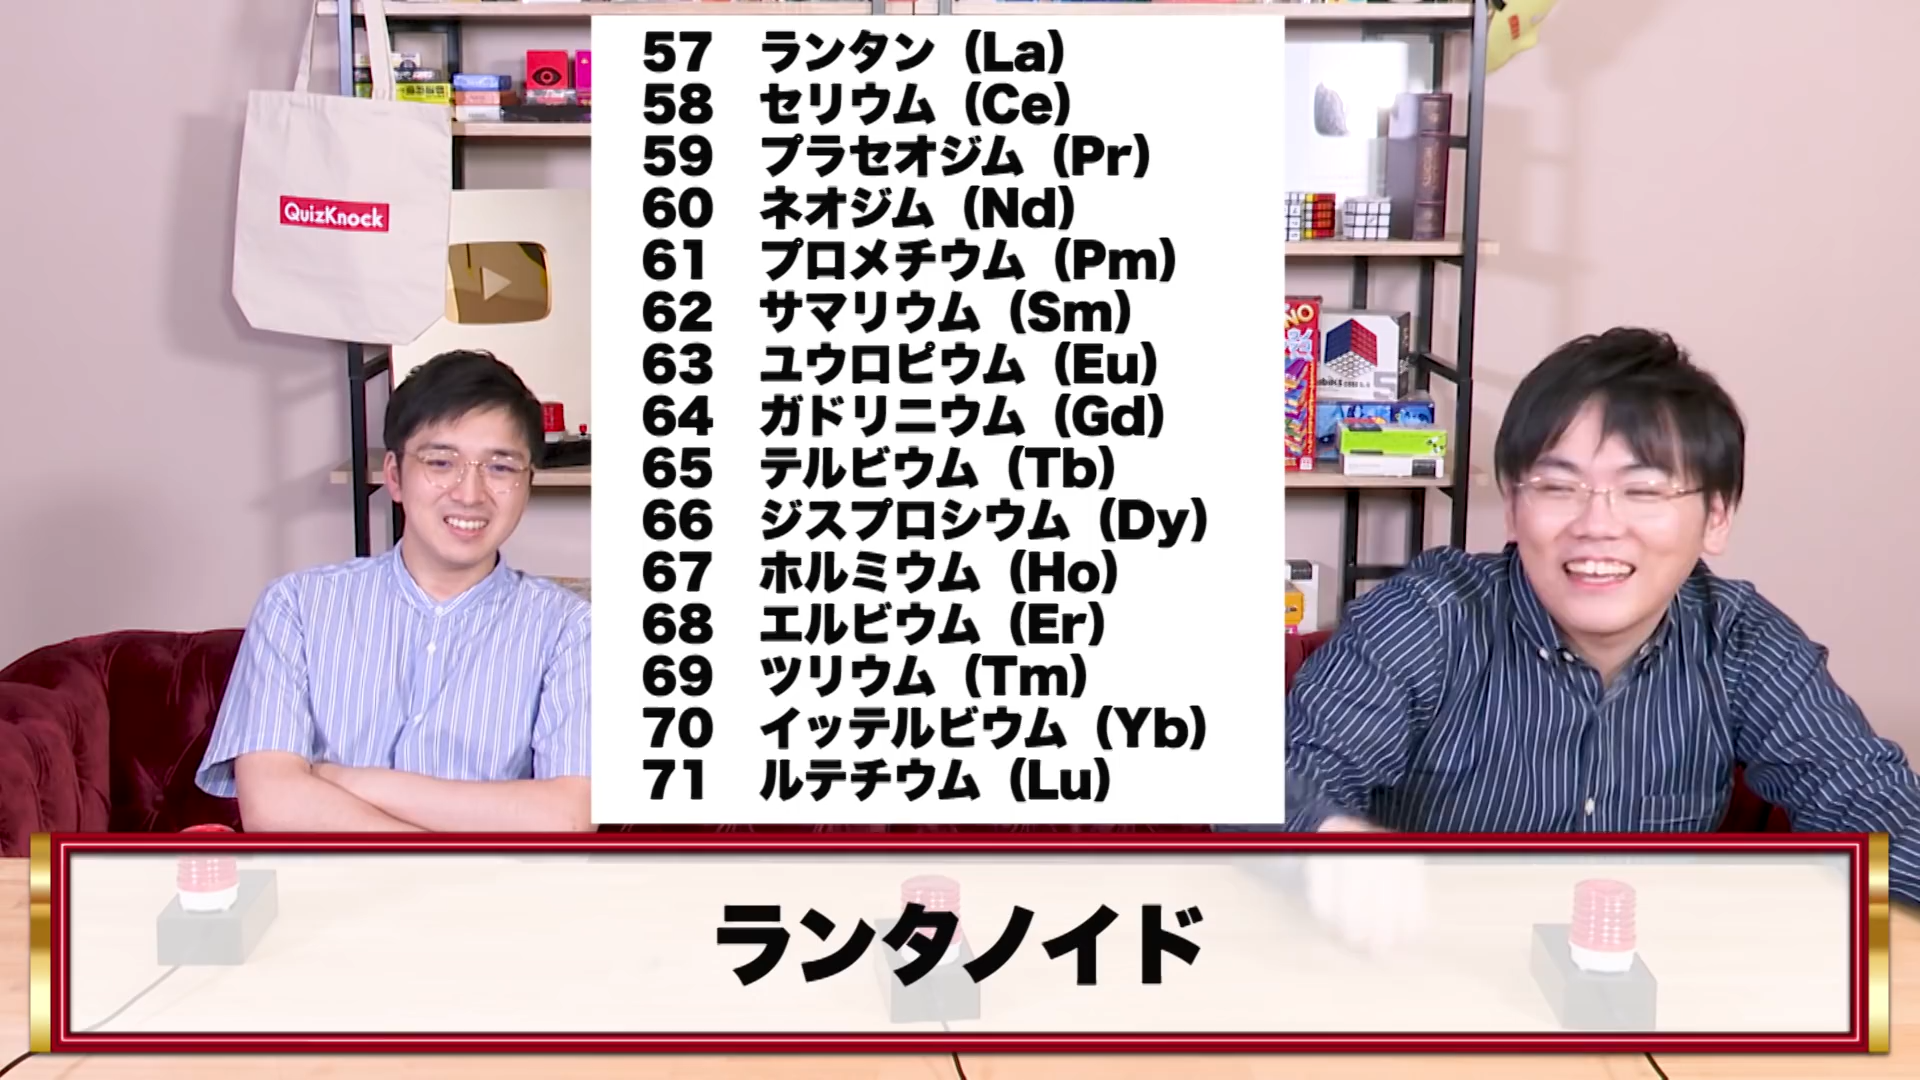 57 ランタン（La）
58 セリウム（Ce）
59 プラセオジム（Pr）
60 ネオジム（Nd）
61 プロメチウム（Pm）
62 サマリウム（Sm）
63 ユウロピウム（Eu）
64 ガドリニウム（Gd）
65 テルビウム（Tb）
66 ジスプロシウム（Dy）
67 ホルミウム（Ho）
68 エルビウム（Er）
69 ツリウム（Tm）
70 イッテルビウム（Yb）
71 ルテチウム（Lu）
QuizKnock
ランタノイド